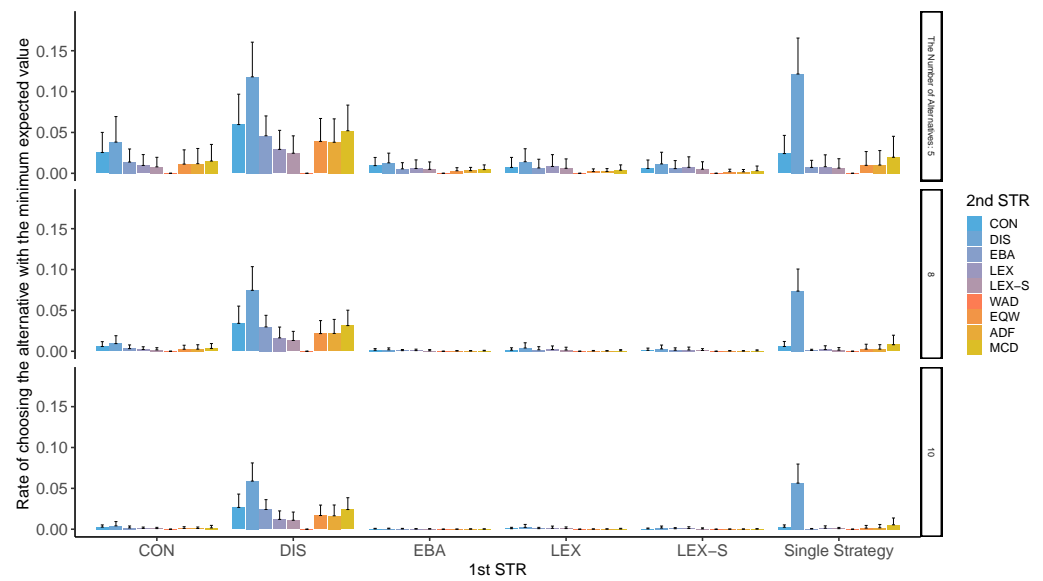 Rate of choosing the alternative with the minimum expected value
0.15
0.10
0.05
0.00
The Number of Alternatives: 5
0.15
0.10
0.05
0.00
8
0.15
0.10
0.05
0.00
10
CON DIS EBA LEX LEX−S Single Strategy
1st STR
2nd STR
CON
DIS
EBA
LEX
LEX−S
WAD
EQW
ADF
MCD